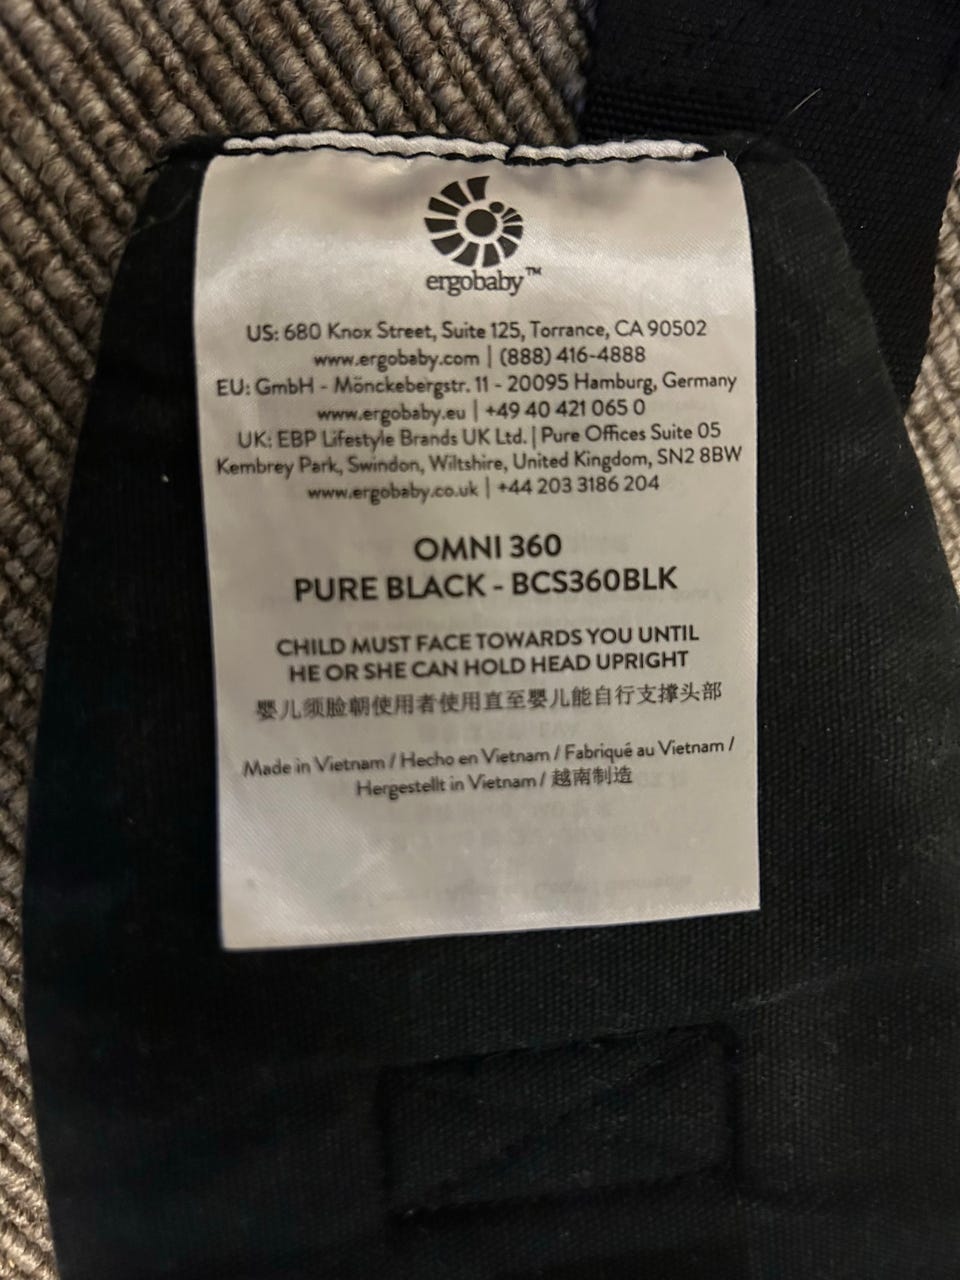 ergobaby™
US: 680 Knox Street, Suite 125, Torrance, CA 90502
www.ergobaby.com | (888) 416-4888
EU: GmbH - Mönckebergstr. 11 - 20095 Hamburg, Germany
www.ergobaby.eu | +49 40 421 065 0
UK: EBP Lifestyle Brands UK Ltd. | Pure Offices Suite 05
Kembrey Park, Swindon, Wiltshire, United Kingdom, SN2 8BW
www.ergobaby.co.uk | +44 203 3186 204
OMNI 360
PURE BLACK - BCS360BLK
CHILD MUST FACE TOWARDS YOU UNTIL
HE OR SHE CAN HOLD HEAD UPRIGHT
婴儿须脸朝使用者使用直至婴儿能自行支撑头部
Made in Vietnam / Hecho en Vietnam / Fabriqué au Vietnam /
Hergestellt in Vietnam / 越南制造